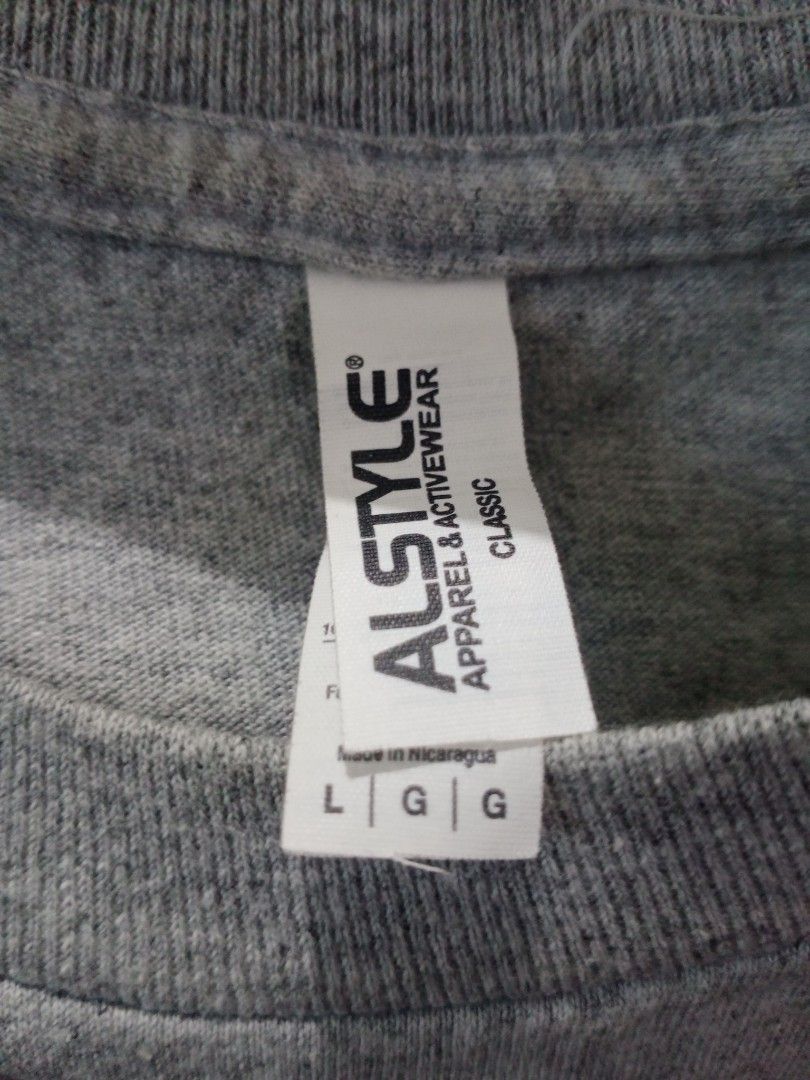 ALSTYLE®
APPAREL & ACTIVEWEAR
CLASSIC
Made in Nicaragua
L | G | G